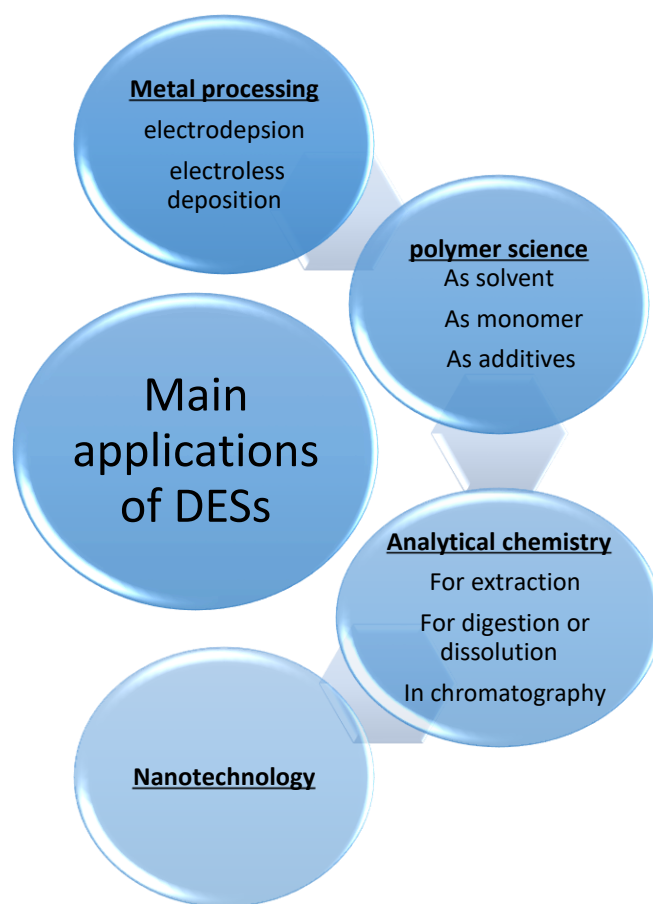 Metal processing
electrodepsion
electroless
deposition
polymer science
As solvent
As monomer
As additives
Main
applications
of DESs
Analytical chemistry
For extraction
For digestion or
dissolution
In chromatography
Nanotechnology